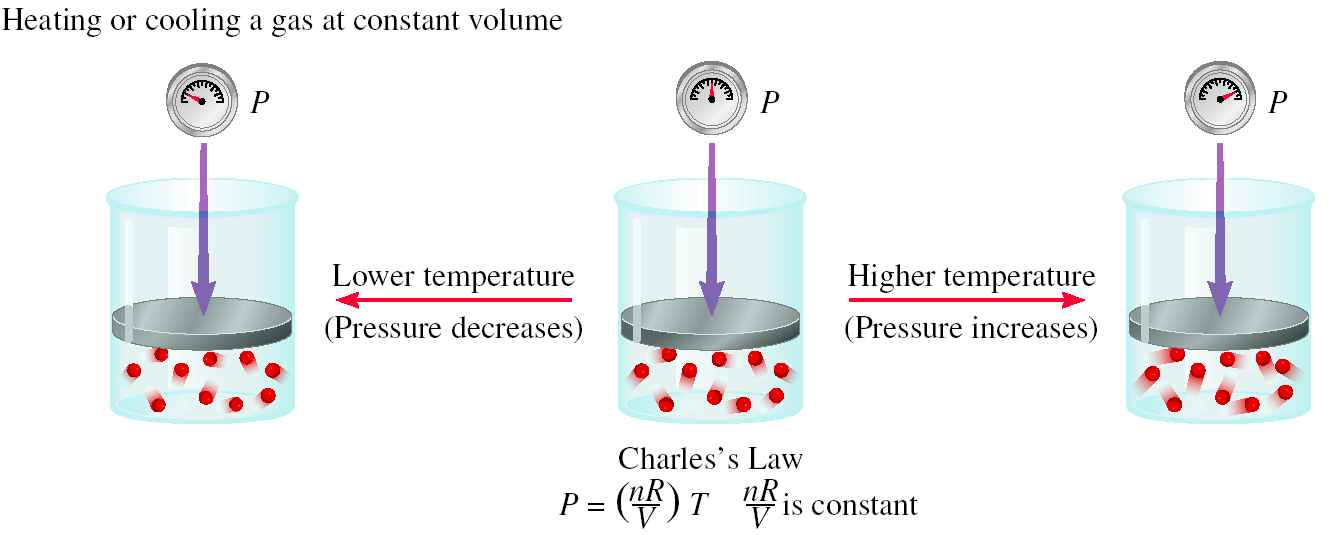 Heating or cooling a gas at constant volume
P
P
P
Lower temperature
(Pressure decreases)
Higher temperature
(Pressure increases)
Charles’s Law
P = (nR/V) T nR/V is constant